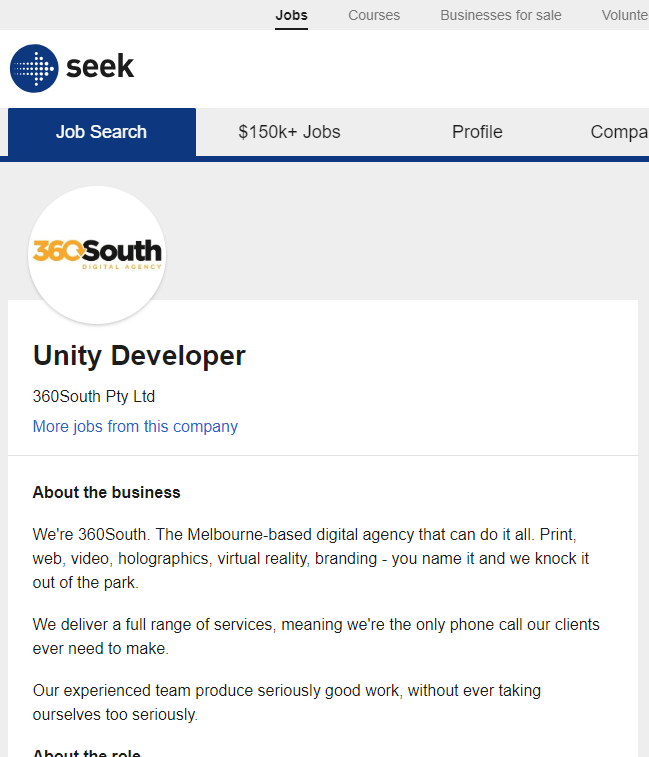 Jobs Courses Businesses for sale Volunte
seek
Job Search $150k+ Jobs Profile Compa
360South
DIGITAL AGENCY
Unity Developer
360South Pty Ltd
More jobs from this company
About the business
We're 360South. The Melbourne-based digital agency that can do it all. Print,
web, video, holographics, virtual reality, branding - you name it and we knock it
out of the park.
We deliver a full range of services, meaning we're the only phone call our clients
ever need to make.
Our experienced team produce seriously good work, without ever taking
ourselves too seriously.
About the role